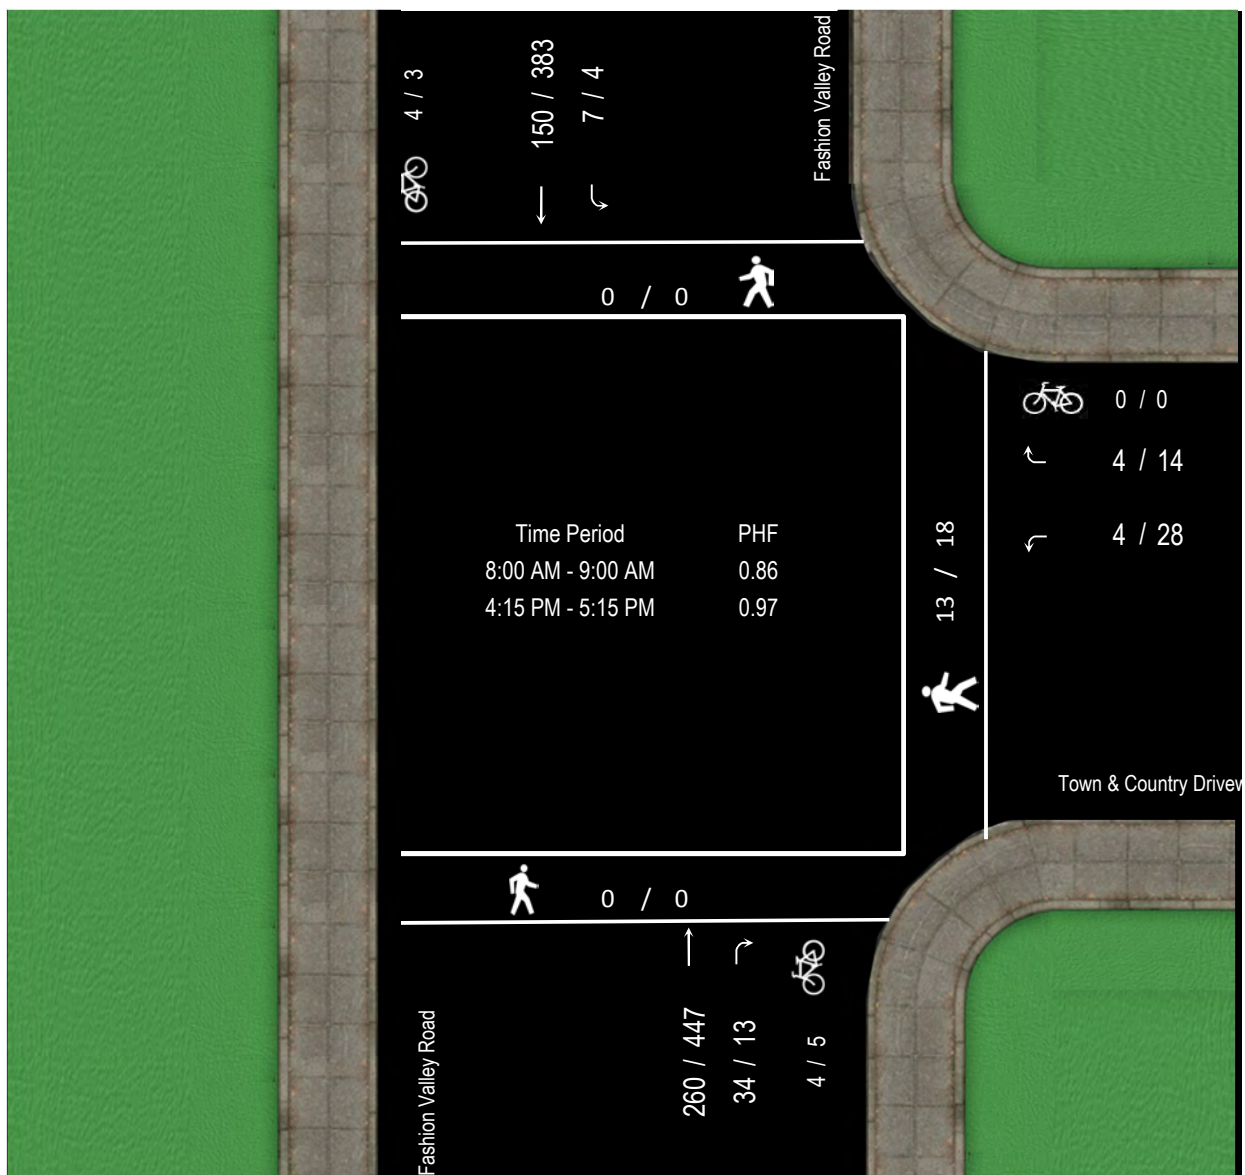 4 / 3
150 / 383
7 / 4
Fashion Valley Road
0 / 0
0 / 0
4 / 14
4 / 28
Time Period PHF
8:00 AM - 9:00 AM 0.86
4:15 PM - 5:15 PM 0.97
13 / 18
Town & Country Drivew
0 / 0
260 / 447
34 / 13
4 / 5
Fashion Valley Road